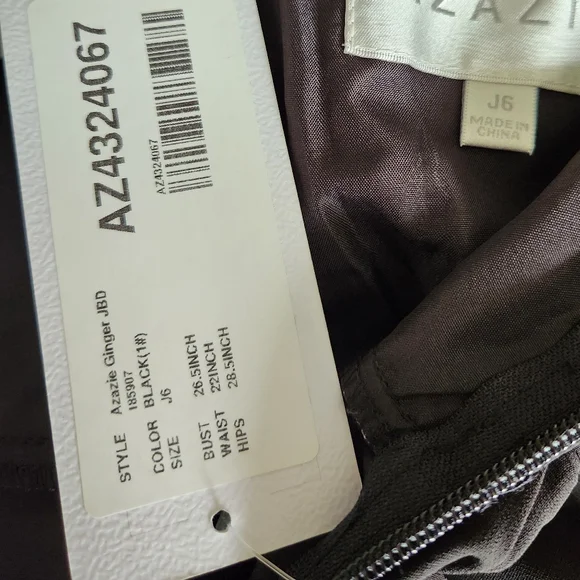 AZ4324067
AZ4324067
STYLE Azazie Ginger JBD
185907
COLOR BLACK(1#)
SIZE J6
BUST 26.5INCH
WAIST 22INCH
HIPS 28.5INCH
J6
MADE IN
CHINA